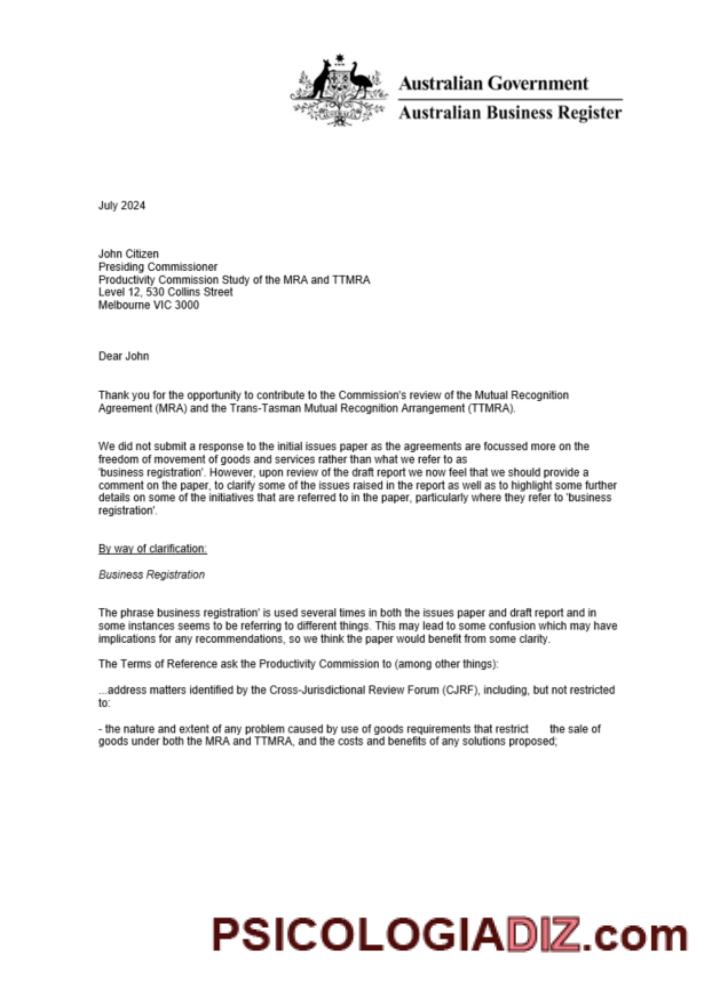 Australian Government
Australian Business Register
July 2024
John Citizen
Presiding Commissioner
Productivity Commission Study of the MRA and TTMRA
Level 12, 530 Collins Street
Melbourne VIC 3000
Dear John
Thank you for the opportunity to contribute to the Commission's review of the Mutual Recognition
Agreement (MRA) and the Trans-Tasman Mutual Recognition Arrangement (TTMRA).
We did not submit a response to the initial issues paper as the agreements are focussed more on the
freedom of movement of goods and services rather than what we refer to as
'business registration'. However, upon review of the draft report we now feel that we should provide a
comment on the paper, to clarify some of the issues raised in the report as well as to highlight some further
details on some of the initiatives that are referred to in the paper, particularly where they refer to 'business
registration'.
By way of clarification:
Business Registration
The phrase business registration' is used several times in both the issues paper and draft report and in
some instances seems to be referring to different things. This may lead to some confusion which may have
implications for any recommendations, so we think the paper would benefit from some clarity.
The Terms of Reference ask the Productivity Commission to (among other things):
...address matters identified by the Cross-Jurisdictional Review Forum (CJRF), including, but not restricted
to:
- the nature and extent of any problem caused by use of goods requirements that restrict the sale of
goods under both the MRA and TTMRA, and the costs and benefits of any solutions proposed;
PSICOLOGIADIZ.com